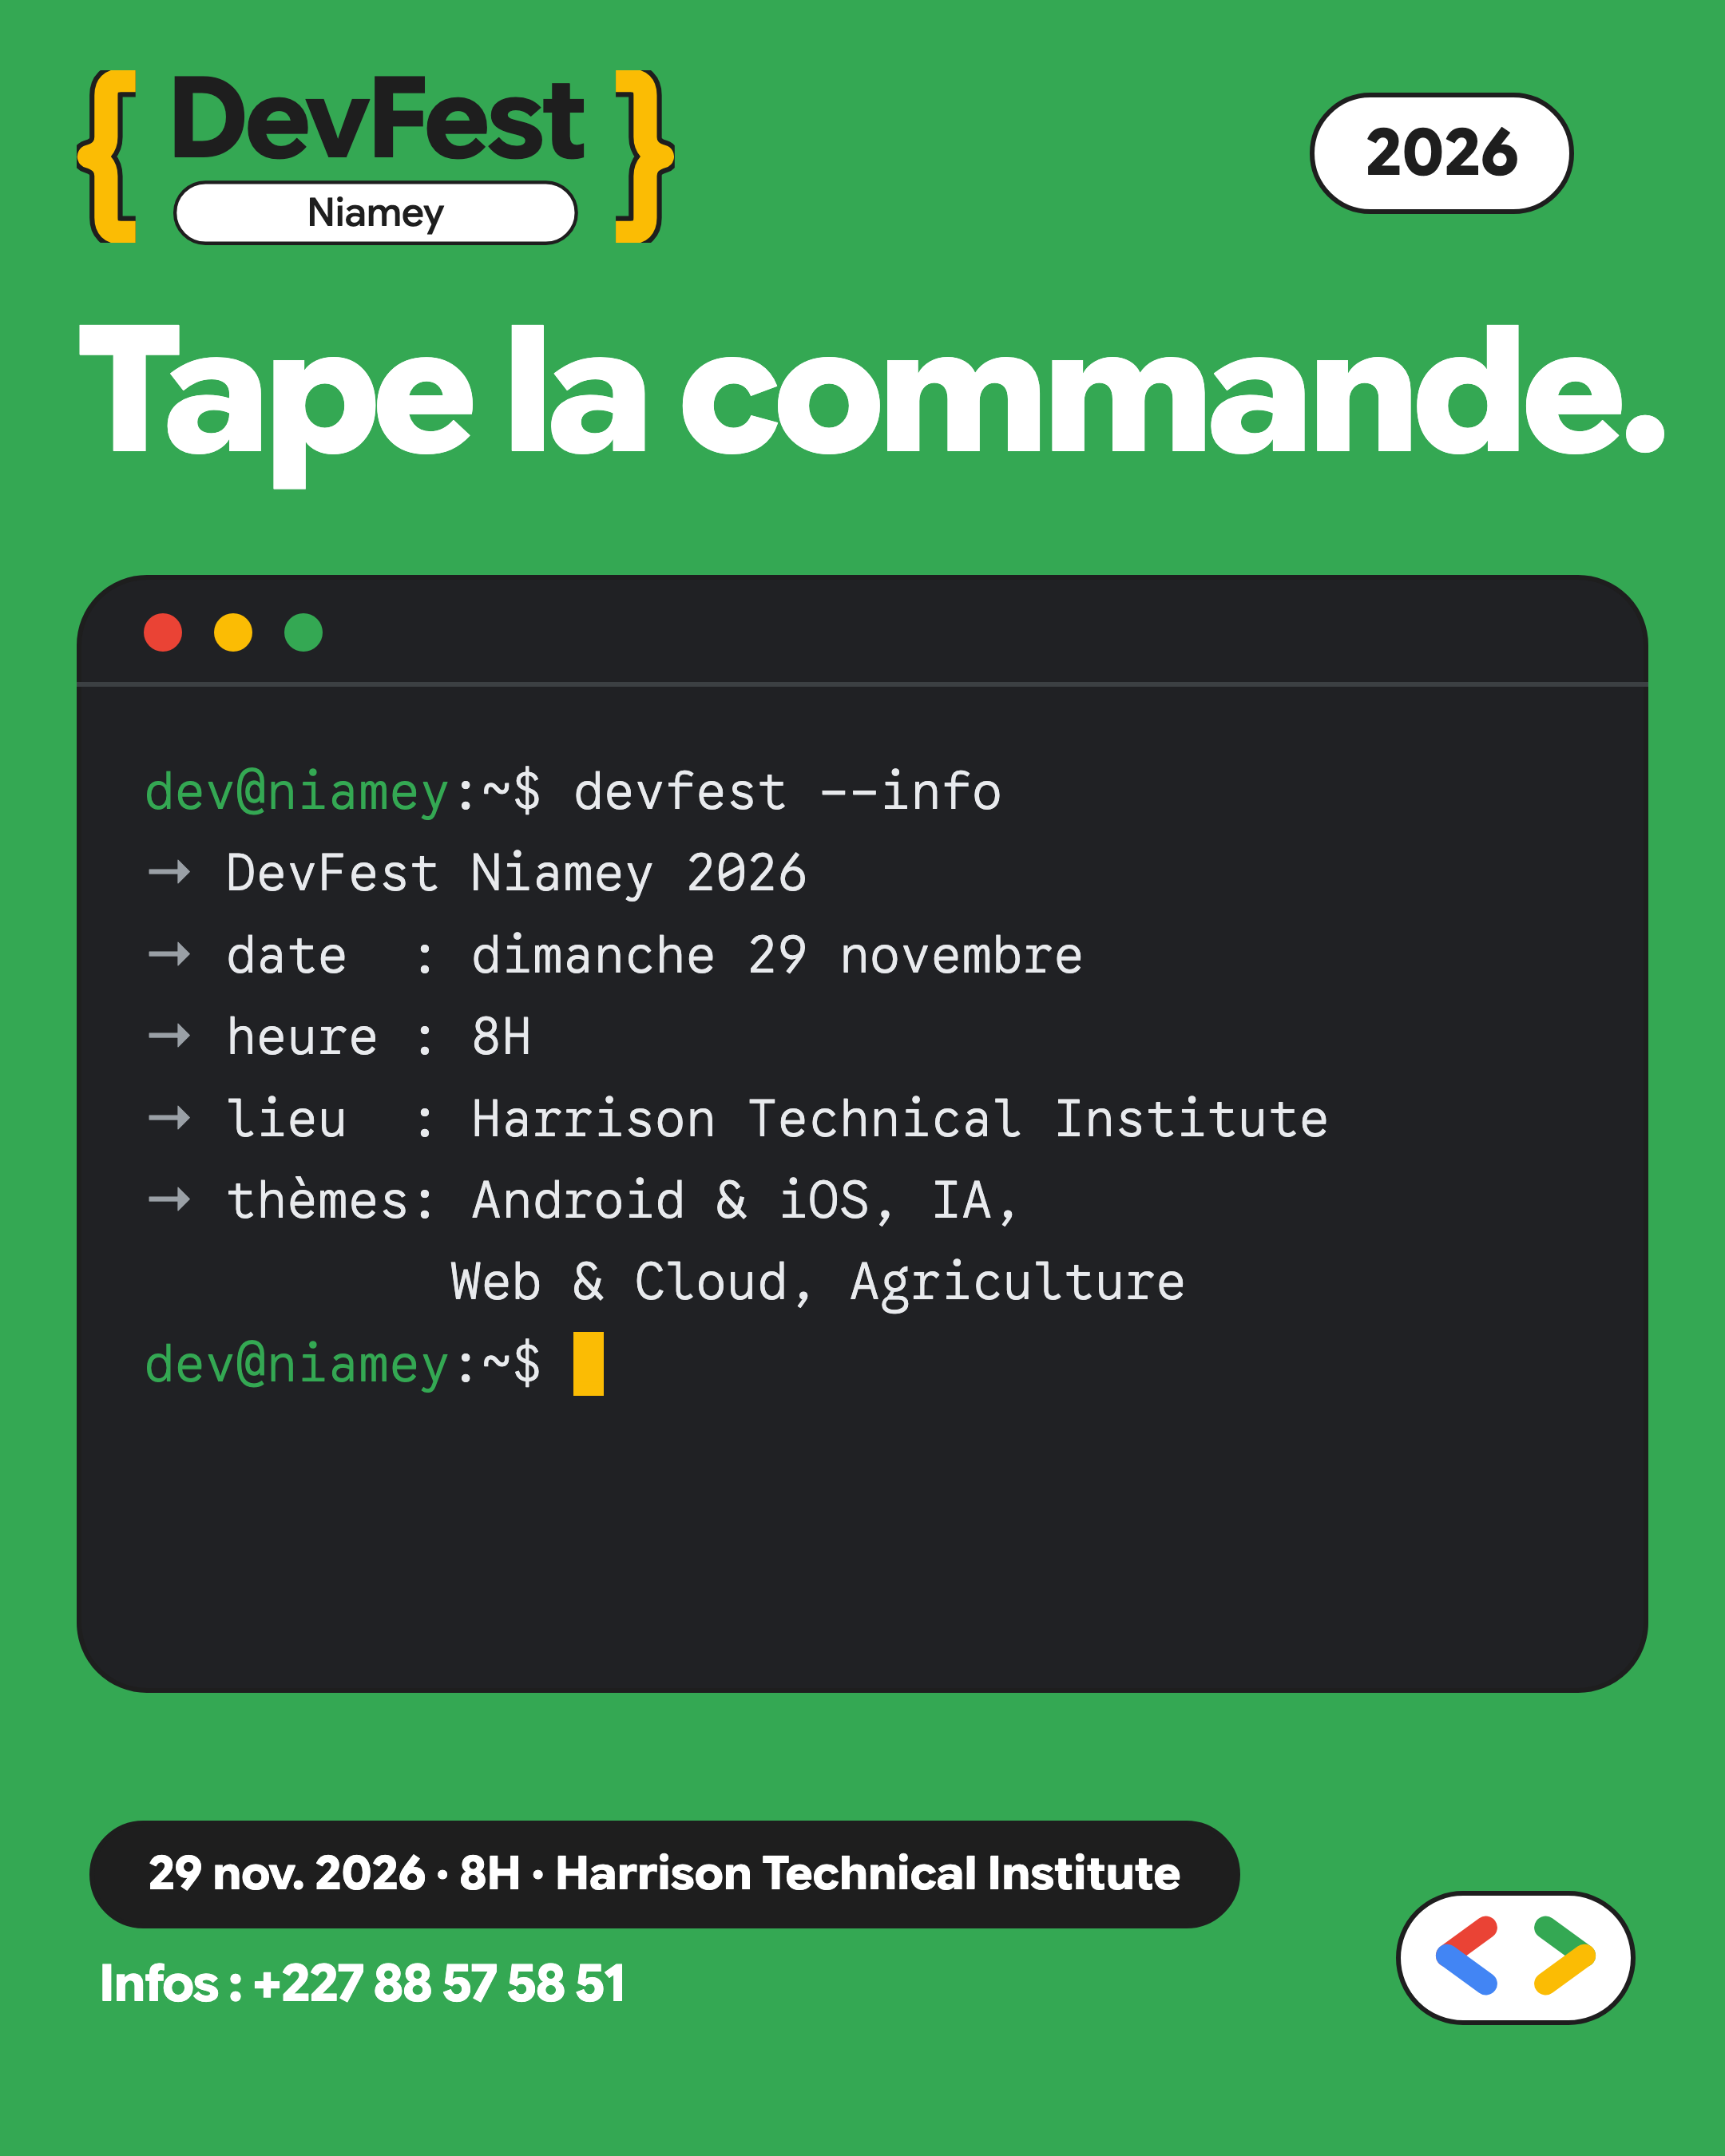 { DevFest }
Niamey
2026
Tape la commande.
dev@niamey:~$ devfest --info
→ DevFest Niamey 2026
→ date  : dimanche 29 novembre
→ heure : 8H
→ lieu  : Harrison Technical Institute
→ thèmes: Android & iOS, IA,
Web & Cloud, Agriculture
dev@niamey:~$
29 nov. 2026 · 8H · Harrison Technical Institute
Infos : +227 88 57 58 51